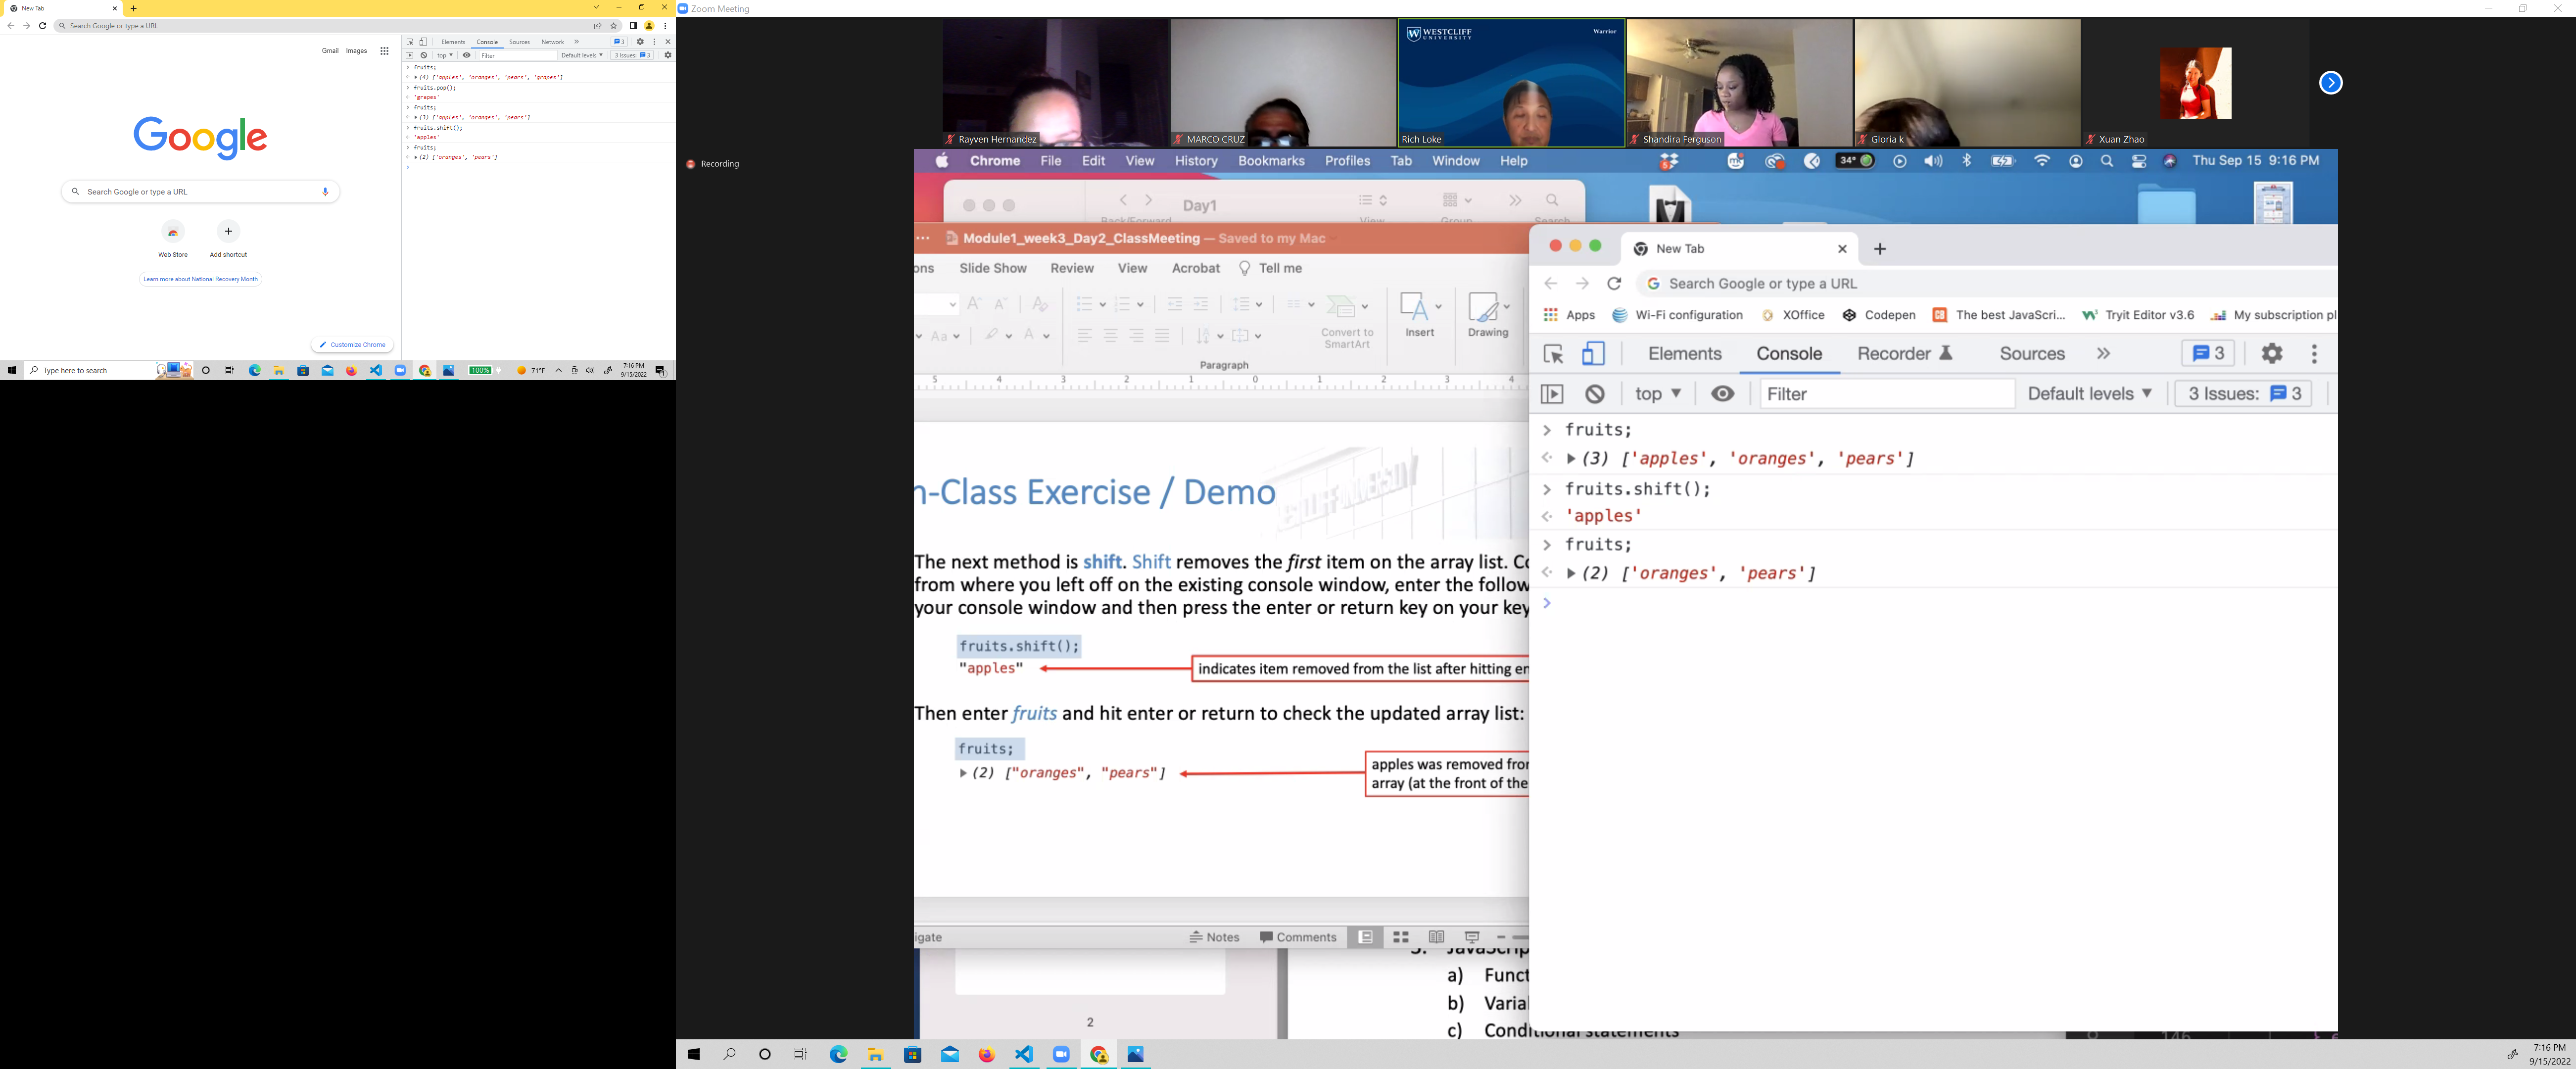 New Tab
Search Google or type a URL
Gmail Images
Google
Search Google or type a URL
Web Store Add shortcut
Learn more about National Recovery Month
Customize Chrome
Elements Console Sources Network
3
top Filter Default levels 3 Issues: 3
fruits;
(4) ['apples', 'oranges', 'pears', 'grapes']
fruits.pop();
'grapes'
fruits;
(3) ['apples', 'oranges', 'pears']
fruits.shift();
'apples'
fruits;
(2) ['oranges', 'pears']
Type here to search
100%
71°F
7:16 PM
9/15/2022
Zoom Meeting
Recording
Rayven Hernandez
MARCO CRUZ
WESTCLIFF
UNIVERSITY
Warrior
Rich Loke
Shandira Ferguson
Gloria k
Xuan Zhao
Chrome File Edit View History Bookmarks Profiles Tab Window Help
34°
Thu Sep 15 9:16 PM
Day1
Back/Forward View Group Search
Module1_week3_Day2_ClassMeeting — Saved to my Mac
ons Slide Show Review View Acrobat Tell me
Convert to
SmartArt
Insert
Drawing
Paragraph
5 4 3 2 1 0 1 2 3 4
n-Class Exercise / Demo
The next method is shift. Shift removes the first item on the array list. Co
from where you left off on the existing console window, enter the follow
your console window and then press the enter or return key on your key
fruits.shift();
"apples"
indicates item removed from the list after hitting en
Then enter fruits and hit enter or return to check the updated array list:
fruits;
(2) ["oranges", "pears"]
apples was removed fro
array (at the front of the
igate
Notes Comments
2
a) Funct
b) Varial
c) Conditional statements
New Tab
Search Google or type a URL
Apps Wi-Fi configuration XOffice Codepen The best JavaScri... Tryit Editor v3.6 My subscription pl
Elements Console Recorder Sources 3
top Filter Default levels 3 Issues: 3
fruits;
(3) ['apples', 'oranges', 'pears']
fruits.shift();
'apples'
fruits;
(2) ['oranges', 'pears']
7:16 PM
9/15/2022